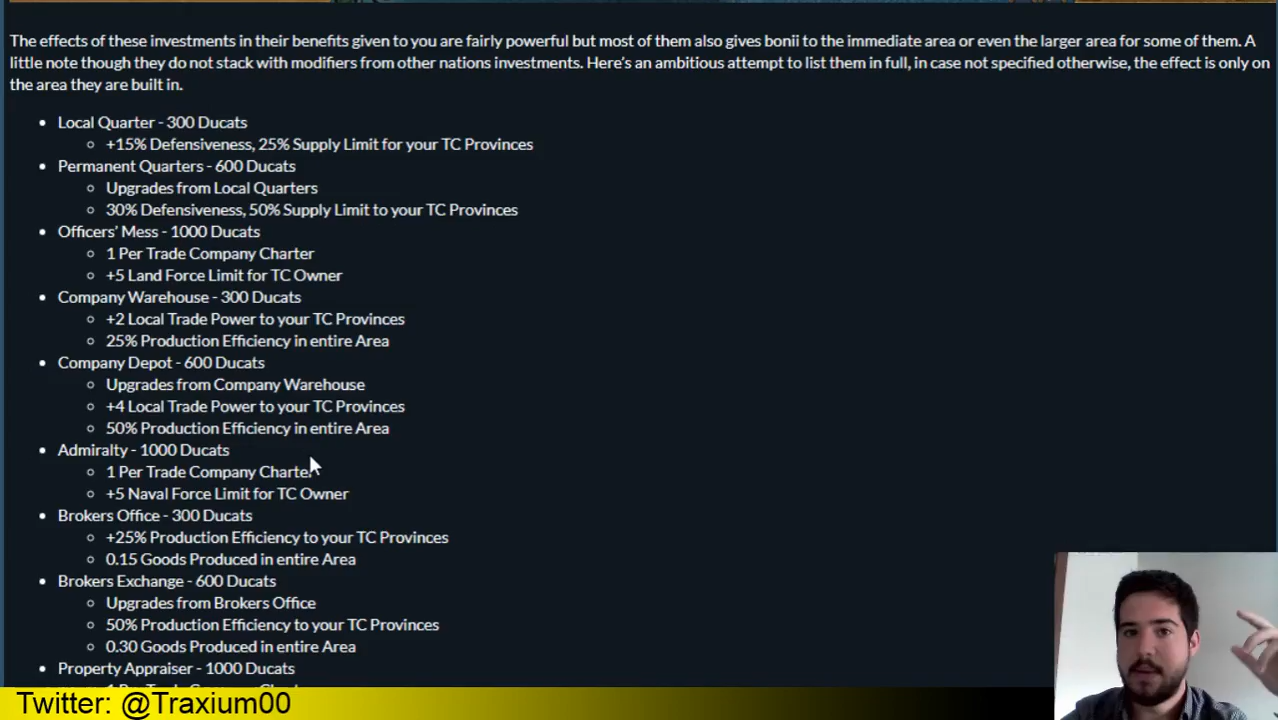 The effects of these investments in their benefits given to you are fairly powerful but most of them also gives bonii to the immediate area or even the larger area for some of them. A
little note though they do not stack with modifiers from other nations investments. Here's an ambitious attempt to list them in full, in case not specified otherwise, the effect is only on
the area they are built in.
Local Quarter - 300 Ducats
+15% Defensiveness, 25% Supply Limit for your TC Provinces
Permanent Quarters - 600 Ducats
Upgrades from Local Quarters
30% Defensiveness, 50% Supply Limit to your TC Provinces
Officers' Mess - 1000 Ducats
1 Per Trade Company Charter
+5 Land Force Limit for TC Owner
Company Warehouse - 300 Ducats
+2 Local Trade Power to your TC Provinces
25% Production Efficiency in entire Area
Company Depot - 600 Ducats
Upgrades from Company Warehouse
+4 Local Trade Power to your TC Provinces
50% Production Efficiency in entire Area
Admiralty - 1000 Ducats
1 Per Trade Company Charter
+5 Naval Force Limit for TC Owner
Brokers Office - 300 Ducats
+25% Production Efficiency to your TC Provinces
0.15 Goods Produced in entire Area
Brokers Exchange - 600 Ducats
Upgrades from Brokers Office
50% Production Efficiency to your TC Provinces
0.30 Goods Produced in entire Area
Property Appraiser - 1000 Ducats
Twitter: @Traxium00